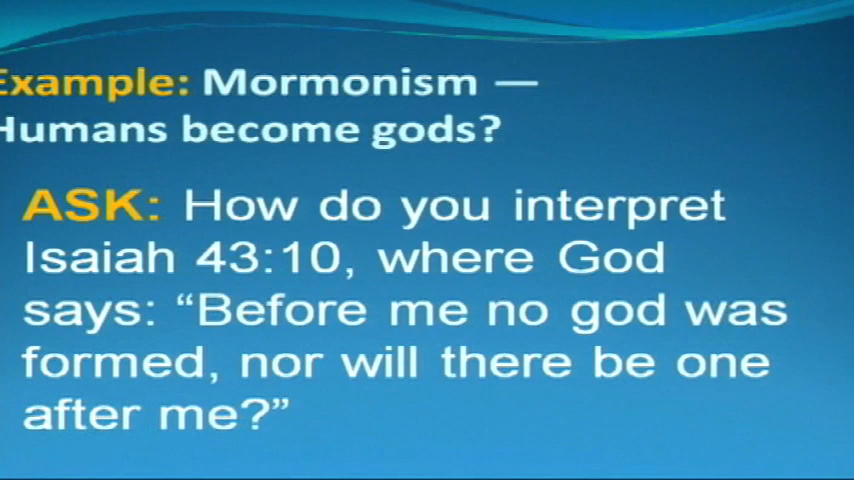 Example: Mormonism —
Humans become gods?
ASK: How do you interpret
Isaiah 43:10, where God
says: “Before me no god was
formed, nor will there be one
after me?”